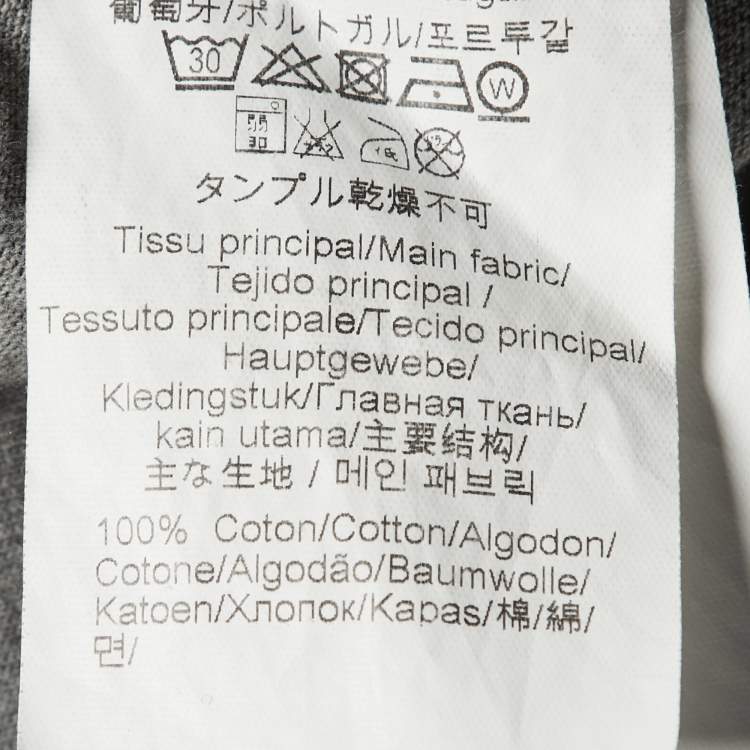 葡萄牙/ポルトガル/포르투갈
30
W
弱
30
タンブル乾燥不可
Tissu principal/Main fabric/
Tejido principal /
Tessuto principale/Tecido principal/
Hauptgewebe/
Kledingstuk/Главная ткань/
kain utama/主要结构/
主な生地 / 메인 패브릭
100% Coton/Cotton/Algodon/
Cotone/Algodão/Baumwolle/
Katoen/Хлопок/Kapas/棉/綿/
면/